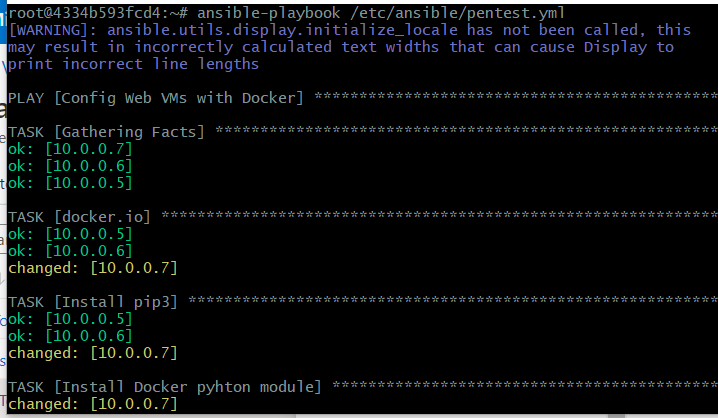 root@4334b593fcd4:~# ansible-playbook /etc/ansible/pentest.yml
[WARNING]: ansible.utils.display.initialize_locale has not been called, this
may result in incorrectly calculated text widths that can cause Display to
print incorrect line lengths
PLAY [Config Web VMs with Docker] *********************************************
TASK [Gathering Facts] ********************************************************
ok: [10.0.0.7]
ok: [10.0.0.6]
ok: [10.0.0.5]
TASK [docker.io] **************************************************************
ok: [10.0.0.5]
ok: [10.0.0.6]
changed: [10.0.0.7]
TASK [Install pip3] ***********************************************************
ok: [10.0.0.5]
ok: [10.0.0.6]
changed: [10.0.0.7]
TASK [Install Docker pyhton module] *******************************************
changed: [10.0.0.7]